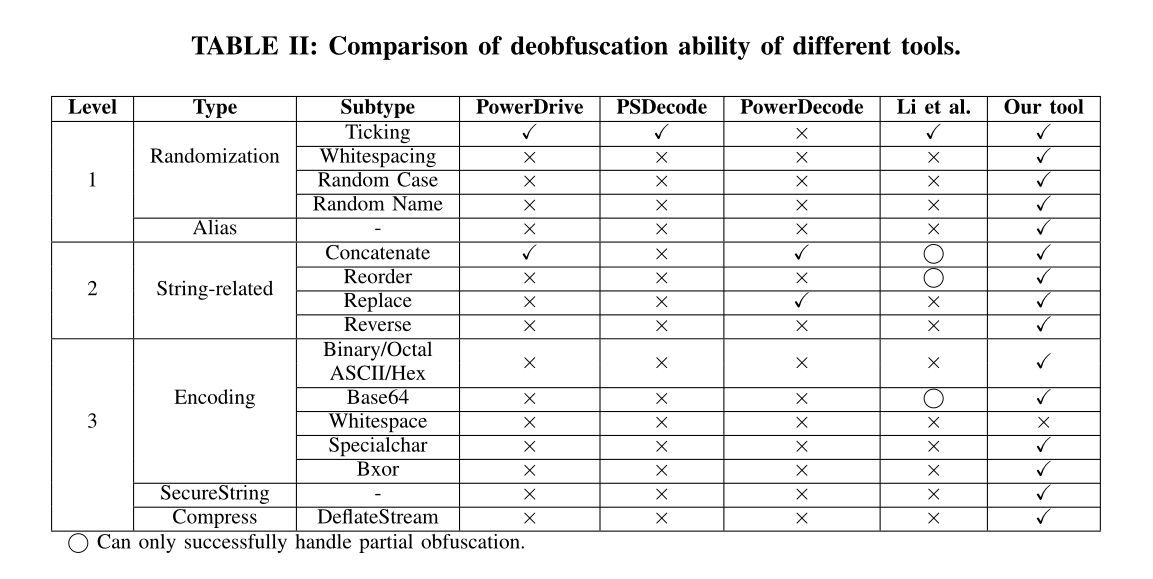 TABLE II: Comparison of deobfuscation ability of different tools.
Level Type Subtype PowerDrive PSDecode PowerDecode Li et al. Our tool
1 Randomization Ticking ✓ ✓ × ✓ ✓
Whitespacing × × × × ✓
Random Case × × × × ✓
Random Name × × × × ✓
Alias - × × × × ✓
2 String-related Concatenate ✓ × ✓ ◯ ✓
Reorder × × × ◯ ✓
Replace × × ✓ × ✓
Reverse × × × × ✓
3 Encoding Binary/Octal
ASCII/Hex × × × × ✓
Base64 × × × ◯ ✓
Whitespace × × × × ×
Specialchar × × × × ✓
Bxor × × × × ✓
SecureString - × × × × ✓
Compress DeflateStream × × × × ✓
◯ Can only successfully handle partial obfuscation.